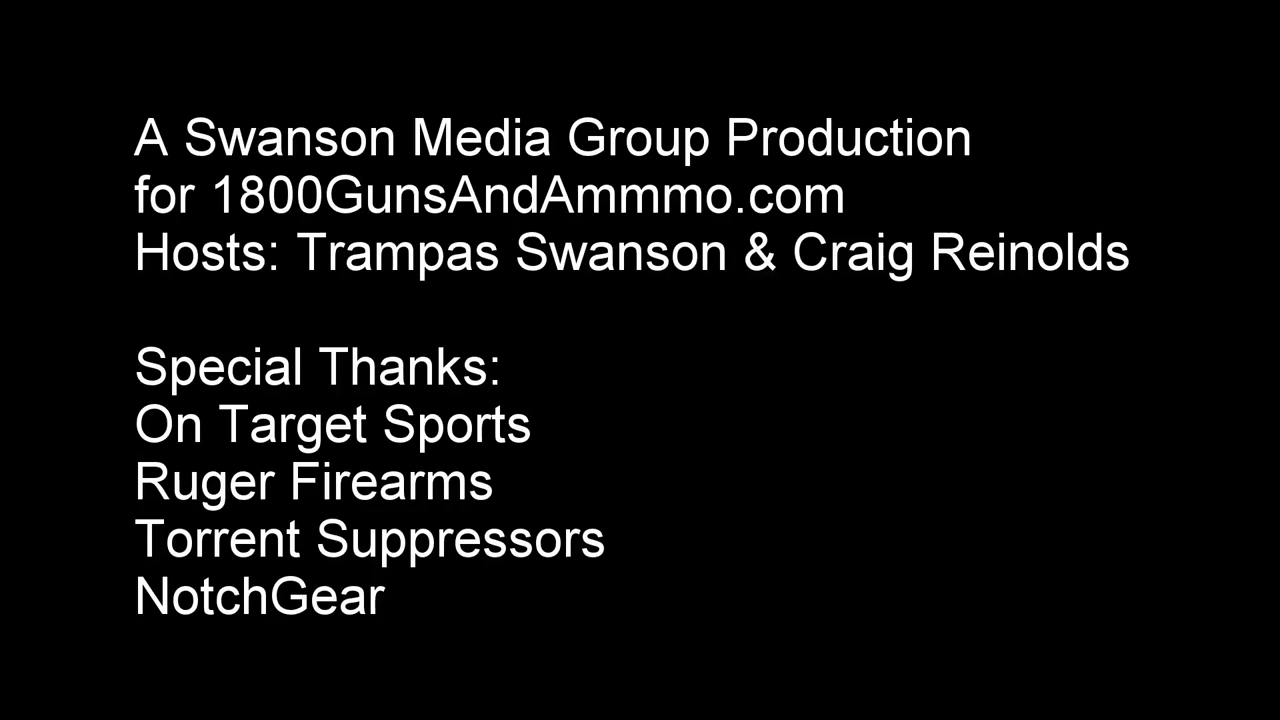 A Swanson Media Group Production
for 1800GunsAndAmmmo.com
Hosts: Trampas Swanson & Craig Reinolds
Special Thanks:
On Target Sports
Ruger Firearms
Torrent Suppressors
NotchGear